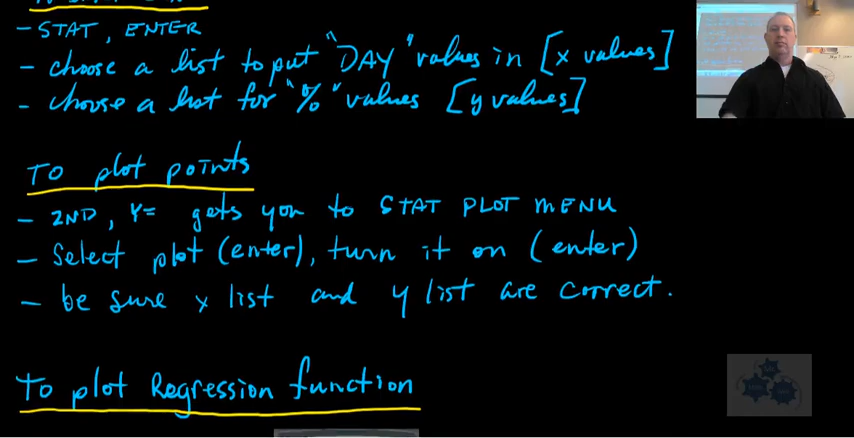 - STAT, ENTER
- choose a list to put "DAY" values in [x values]
- choose a list for "%" values [y values]
To plot points
- 2ND, Y= gets you to STAT PLOT MENU
- Select plot (enter), turn it on (enter)
- be sure x list and y list are correct.
To plot Regression function